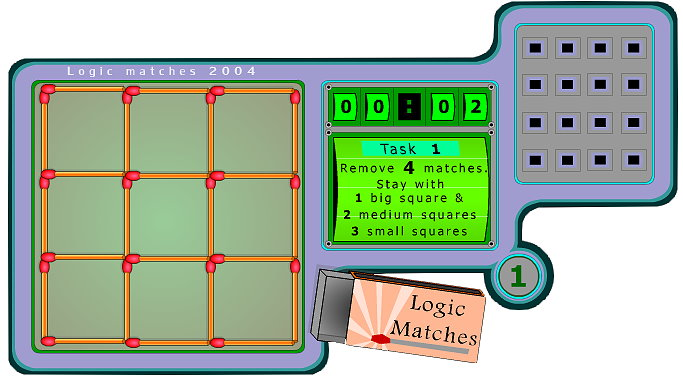 Logic matches 2004
00:02
Task 1
Remove 4 matches.
Stay with
1 big square &
2 medium squares
3 small squares
1
Logic
Matches